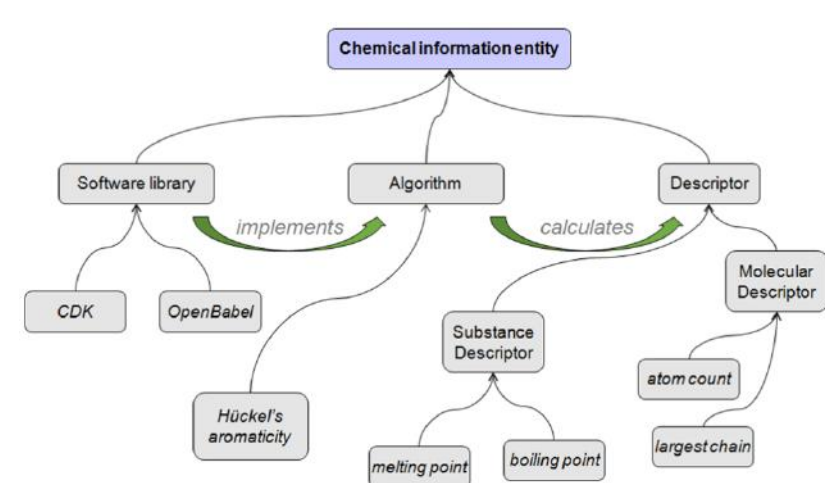 Chemical information entity
Software library
Algorithm
Descriptor
implements
calculates
Molecular
Descriptor
CDK
OpenBabel
Substance
Descriptor
atom count
Hückel's
aromaticity
largest chain
melting point
boiling point